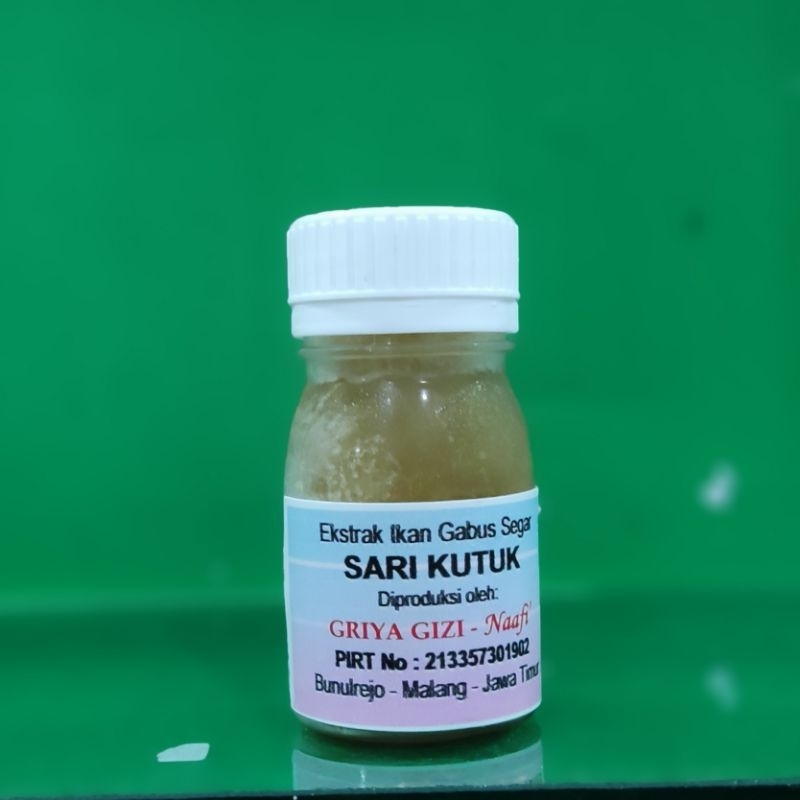 Ekstrak Ikan Gabus Segar
SARI KUTUK
Diproduksi oleh:
GRIYA GIZI - Naafi'
PIRT No : 213357301902
Bunulrejo - Malang - Jawa Timur